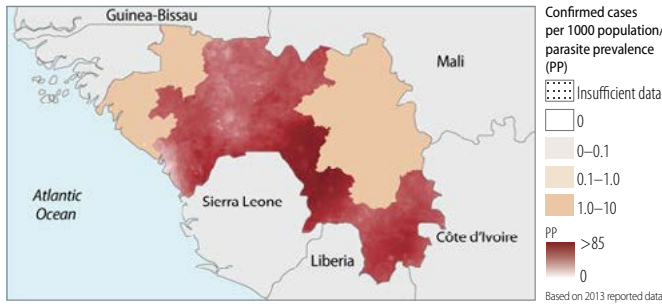 Guinea-Bissau
Mali
Atlantic
Ocean
Sierra Leone
Côte d'Ivoire
Liberia
Confirmed cases
per 1000 population/
parasite prevalence
(PP)
Insufficient data
0
0–0.1
0.1–1.0
1.0–10
PP
>85
0
Based on 2013 reported data